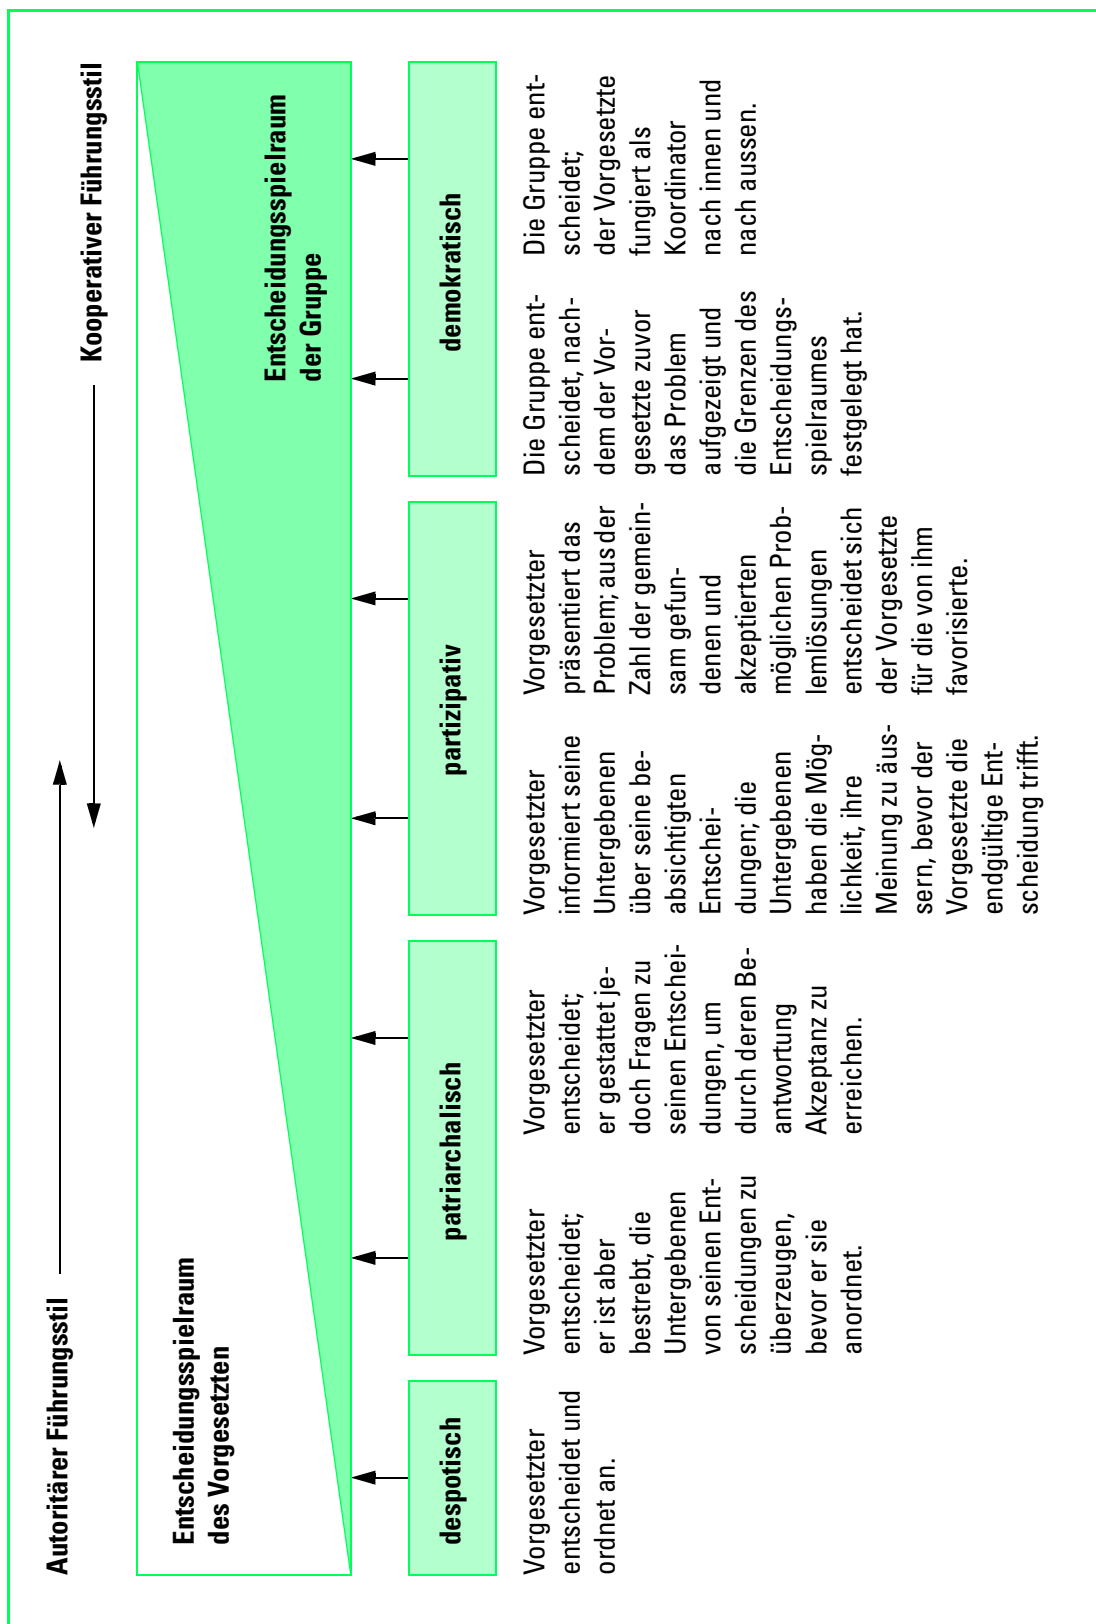 Autoritärer Führungsstil
Kooperativer Führungsstil
Entscheidungsspielraum
des Vorgesetzten
Entscheidungsspielraum
der Gruppe
despotisch
patriarchalisch
partizipativ
demokratisch
Vorgesetzter
entscheidet und
ordnet an.
Vorgesetzter
entscheidet;
er ist aber
bestrebt, die
Untergebenen
von seinen Ent-
scheidungen zu
überzeugen,
bevor er sie
anordnet.
Vorgesetzter
entscheidet;
er gestattet je-
doch Fragen zu
seinen Entschei-
dungen, um
durch deren Be-
antwortung
Akzeptanz zu
erreichen.
Vorgesetzter
informiert seine
Untergebenen
über seine be-
absichtigten
Entschei-
dungen; die
Untergebenen
haben die Mög-
lichkeit, ihre
Meinung zu äus-
sern, bevor der
Vorgesetzte die
endgültige Ent-
scheidung trifft.
Vorgesetzter
präsentiert das
Problem; aus der
Zahl der gemein-
sam gefun-
denen und
akzeptierten
möglichen Prob-
lemlösungen
entscheidet sich
der Vorgesetzte
für die von ihm
favorisierte.
Die Gruppe ent-
scheidet, nach-
dem der Vor-
gesetzte zuvor
das Problem
aufgezeigt und
die Grenzen des
Entscheidungs-
spielraumes
festgelegt hat.
Die Gruppe ent-
scheidet;
der Vorgesetzte
fungiert als
Koordinator
nach innen und
nach aussen.